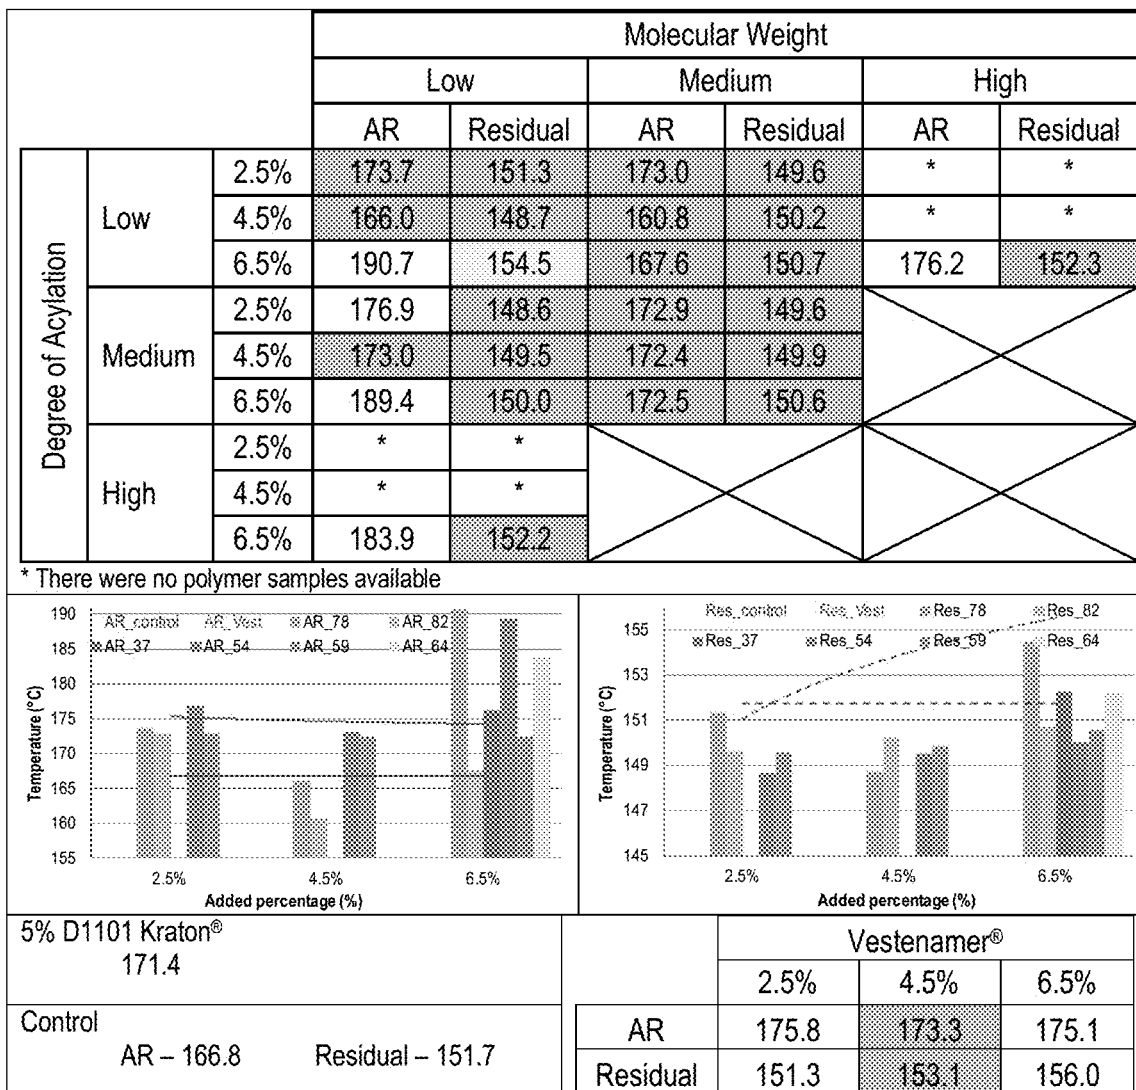 Molecular Weight
Low Medium High
AR Residual AR Residual AR Residual
Degree of Acylation
Low
2.5% 173.7 151.3 173.0 149.6 * *
4.5% 166.0 148.7 160.8 150.2 * *
6.5% 190.7 154.5 167.6 150.7 176.2 152.3
Medium
2.5% 176.9 148.6 172.9 149.6
4.5% 173.0 149.5 172.4 149.9
6.5% 189.4 150.0 172.5 150.6
High
2.5% * *
4.5% * *
6.5% 183.9 152.2
* There were no polymer samples available
AR_control AR_Vest AR_78 AR_82
AR_37 AR_54 AR_59 AR_64
190
185
180
175
170
165
160
155
Temperature (°C)
2.5% 4.5% 6.5%
Added percentage (%)
Res_control Res_Vest Res_78 Res_82
Res_37 Res_54 Res_59 Res_64
155
153
151
149
147
145
Temperature (°C)
2.5% 4.5% 6.5%
Added percentage (%)
5% D1101 Kraton®
171.4
Control
AR – 166.8 Residual – 151.7
Vestenamer®
2.5% 4.5% 6.5%
AR 175.8 173.3 175.1
Residual 151.3 153.1 156.0